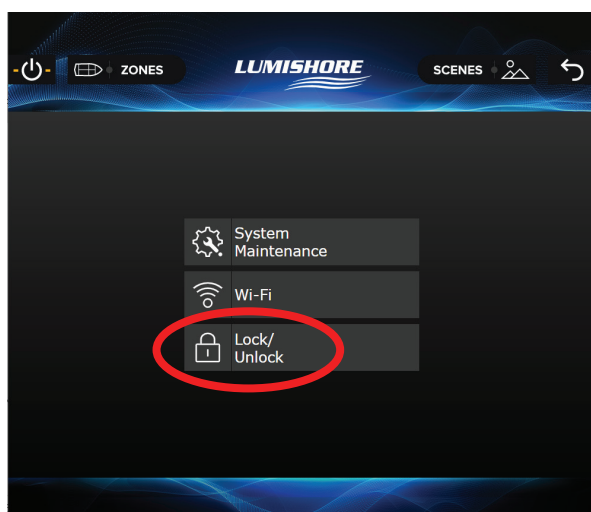 ZONES
LUMISHORE
SCENES
System
Maintenance
Wi-Fi
Lock/
Unlock